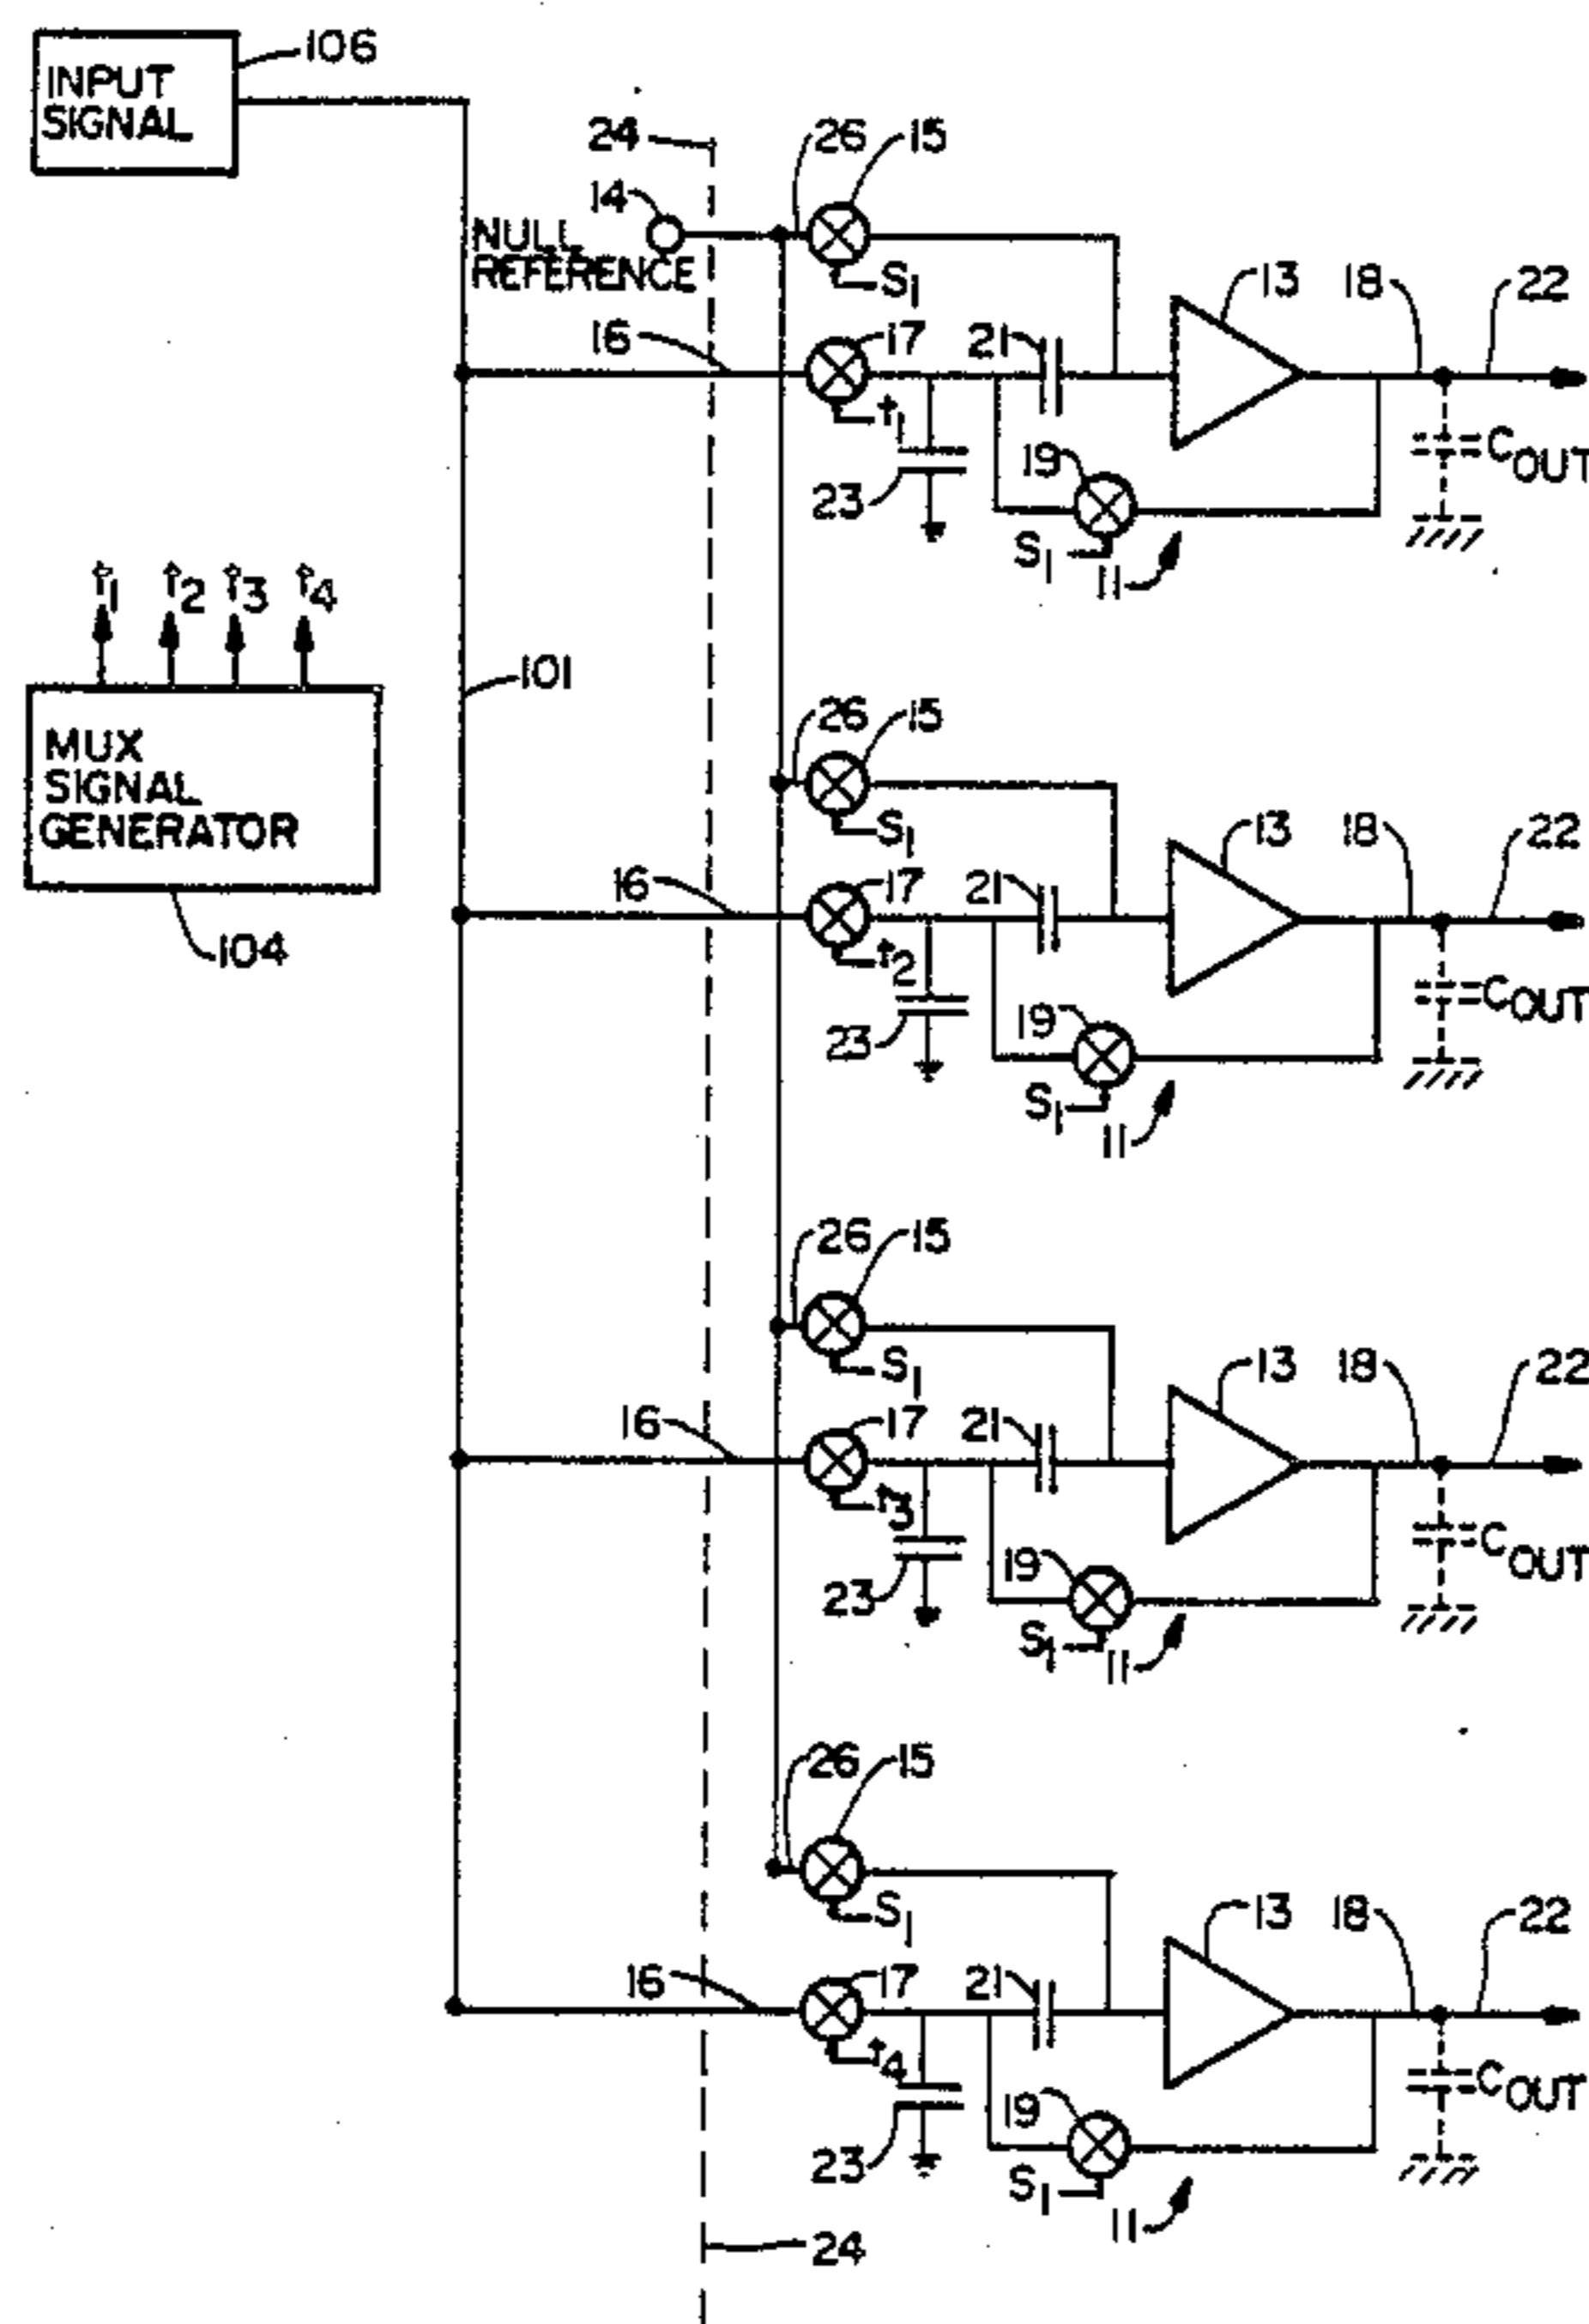 INPUT
SIGNAL
106
24
26
15
14
NULL
REFERENCE
S1
16
17
t1
21
13
18
22
23
19
S1
11
COUT
t1 t2 t3 t4
MUX
SIGNAL
GENERATOR
104
101
26
15
S1
16
17
t2
21
13
18
22
23
19
S1
11
COUT
26
15
S1
16
17
t3
21
13
18
22
23
19
S1
11
COUT
26
15
S1
16
17
t4
21
13
18
22
23
19
S1
11
COUT
24